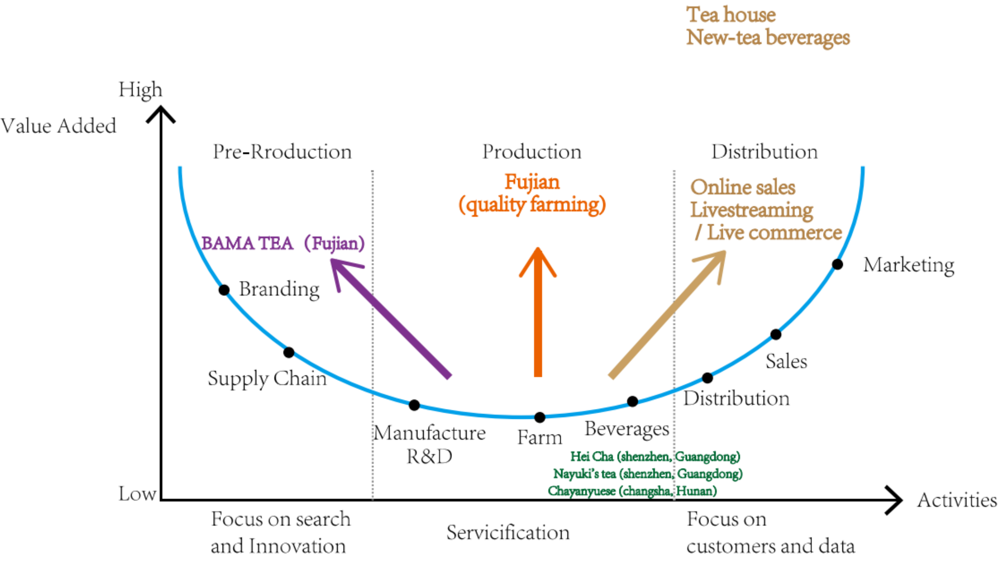 Tea house
New-tea beverages
High
Value Added
Pre-Rroduction
Production
Distribution
Fujian
(quality farming)
Online sales
Livestreaming
/ Live commerce
BAMA TEA (Fujian)
Marketing
Branding
Sales
Supply Chain
Distribution
Manufacture
R&D
Farm
Beverages
Hei Cha (shenzhen, Guangdong)
Nayuki's tea (shenzhen, Guangdong)
Chayanyuese (changsha, Hunan)
Low
Activities
Focus on search
and Innovation
Servicification
Focus on
customers and data